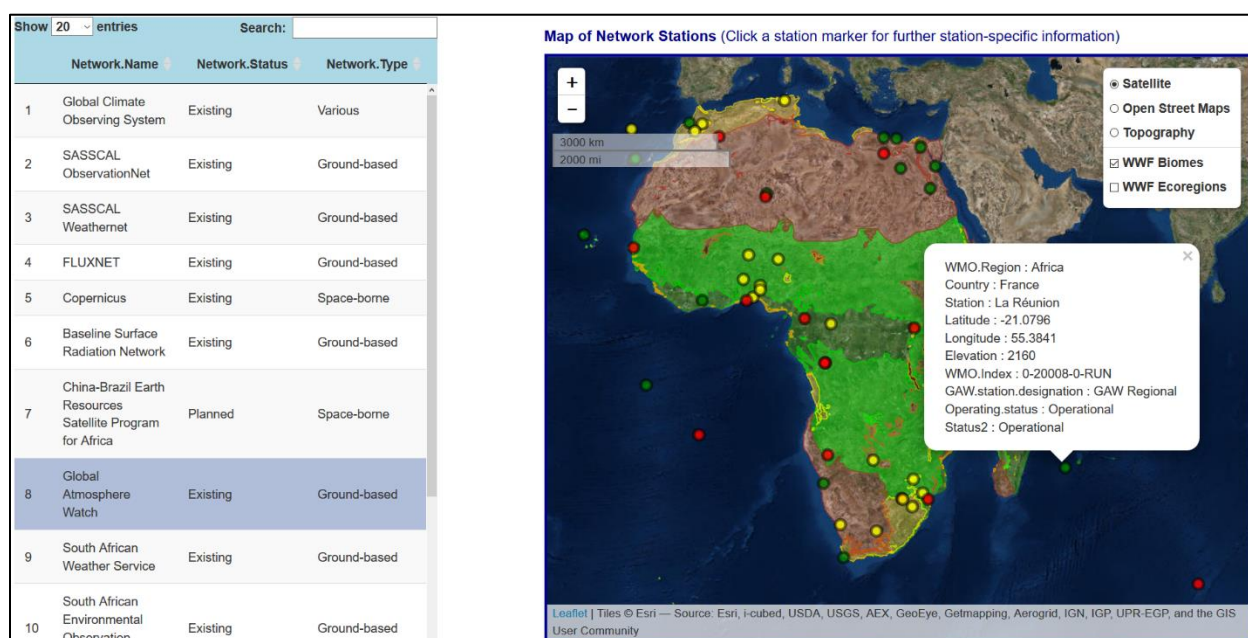 Show 20 entries Search:
Network.Name Network.Status Network.Type
1 Global Climate Observing System Existing Various
2 SASSCAL ObservationNet Existing Ground-based
3 SASSCAL Weathernet Existing Ground-based
4 FLUXNET Existing Ground-based
5 Copernicus Existing Space-borne
6 Baseline Surface Radiation Network Existing Ground-based
7 China-Brazil Earth Resources Satellite Program for Africa Planned Space-borne
8 Global Atmosphere Watch Existing Ground-based
9 South African Weather Service Existing Ground-based
10 South African Environmental Observation Existing Ground-based
Map of Network Stations (Click a station marker for further station-specific information)
+
−
3000 km
2000 mi
Satellite
Open Street Maps
Topography
WWF Biomes
WWF Ecoregions
×
WMO.Region : Africa
Country : France
Station : La Réunion
Latitude : -21.0796
Longitude : 55.3841
Elevation : 2160
WMO.Index : 0-20008-0-RUN
GAW.station.designation : GAW Regional
Operating.status : Operational
Status2 : Operational
Leaflet | Tiles © Esri — Source: Esri, i-cubed, USDA, USGS, AEX, GeoEye, Getmapping, Aerogrid, IGN, IGP, UPR-EGP, and the GIS
User Community